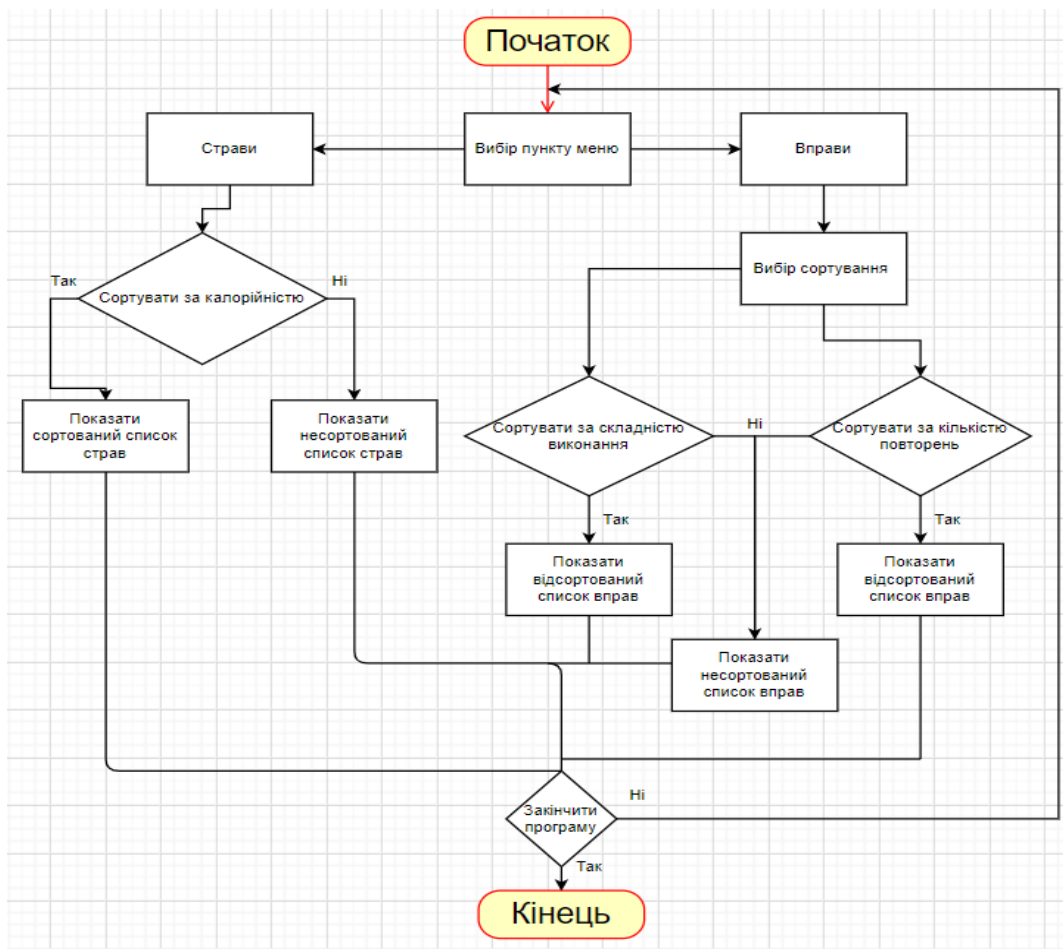 Початок
Страви
Вибір пункту меню
Вправи
Так
Сортувати за калорійністю
Ні
Вибір сортування
Показати
сортований список
страв
Показати
несортований
список страв
Сортувати за складністю
виконання
Ні
Сортувати за кількістю
повторень
Так
Так
Показати
відсортований
список вправ
Показати
відсортований
список вправ
Показати
несортований
список вправ
Закінчити
програму
Ні
Так
Кінець